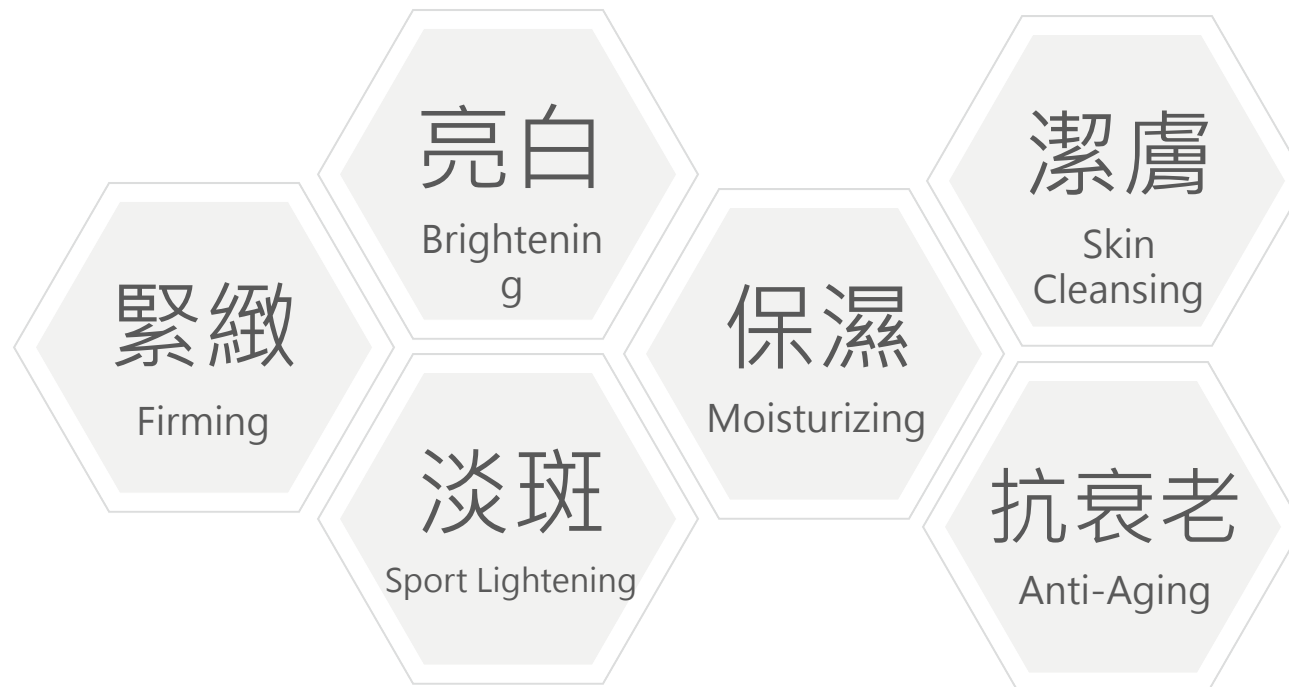 緊緻
Firming
亮白
Brightenin
g
淡斑
Sport Lightening
保濕
Moisturizing
潔膚
Skin
Cleansing
抗衰老
Anti-Aging